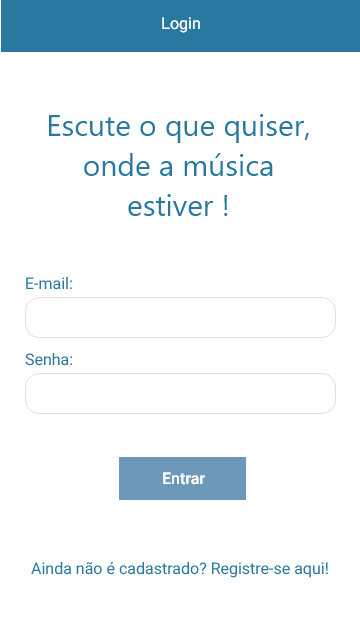 Login
Escute o que quiser,
onde a música
estiver !
E-mail:
Senha:
Entrar
Ainda não é cadastrado? Registre-se aqui!